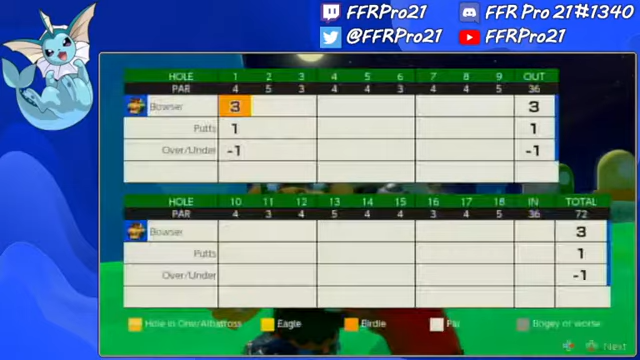 FFRPro21 FFR Pro 21#1340
@FFRPro21 FFRPro21
HOLE 1 2 3 4 5 6 7 8 9 OUT
PAR 4 5 3 4 4 3 4 4 5 36
Bowser 3 3
Putts 1 1
Over/Under -1 -1
HOLE 10 11 12 13 14 15 16 17 18 IN TOTAL
PAR 4 3 4 5 4 4 3 4 5 36 72
Bowser 3
Putts 1
Over/Under -1
Hole in One/Albatross Eagle Birdie Par Bogey or worse
Next